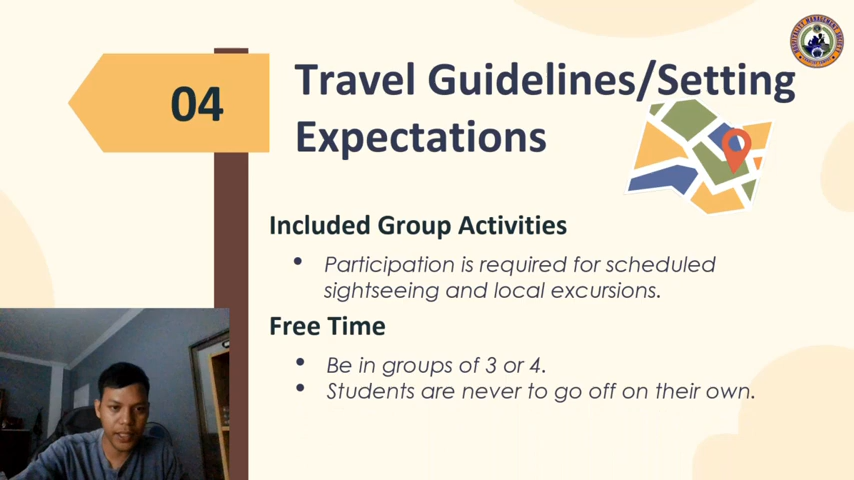 04
Travel Guidelines/Setting
Expectations
Included Group Activities
• Participation is required for scheduled
sightseeing and local excursions.
Free Time
• Be in groups of 3 or 4.
• Students are never to go off on their own.